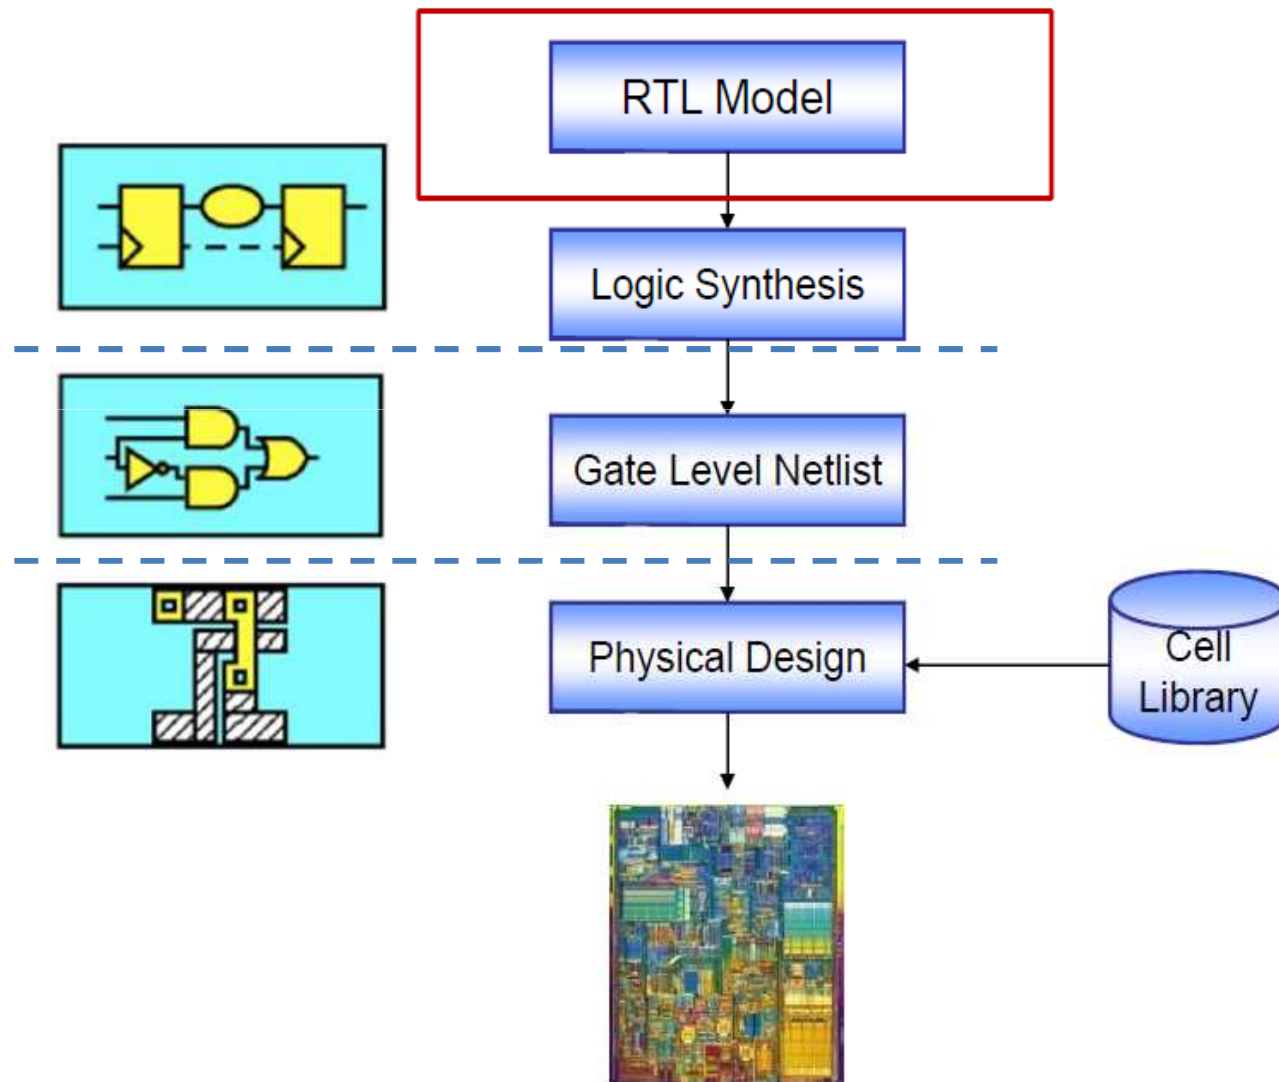 RTL Model
Logic Synthesis
Gate Level Netlist
Physical Design
Cell
Library